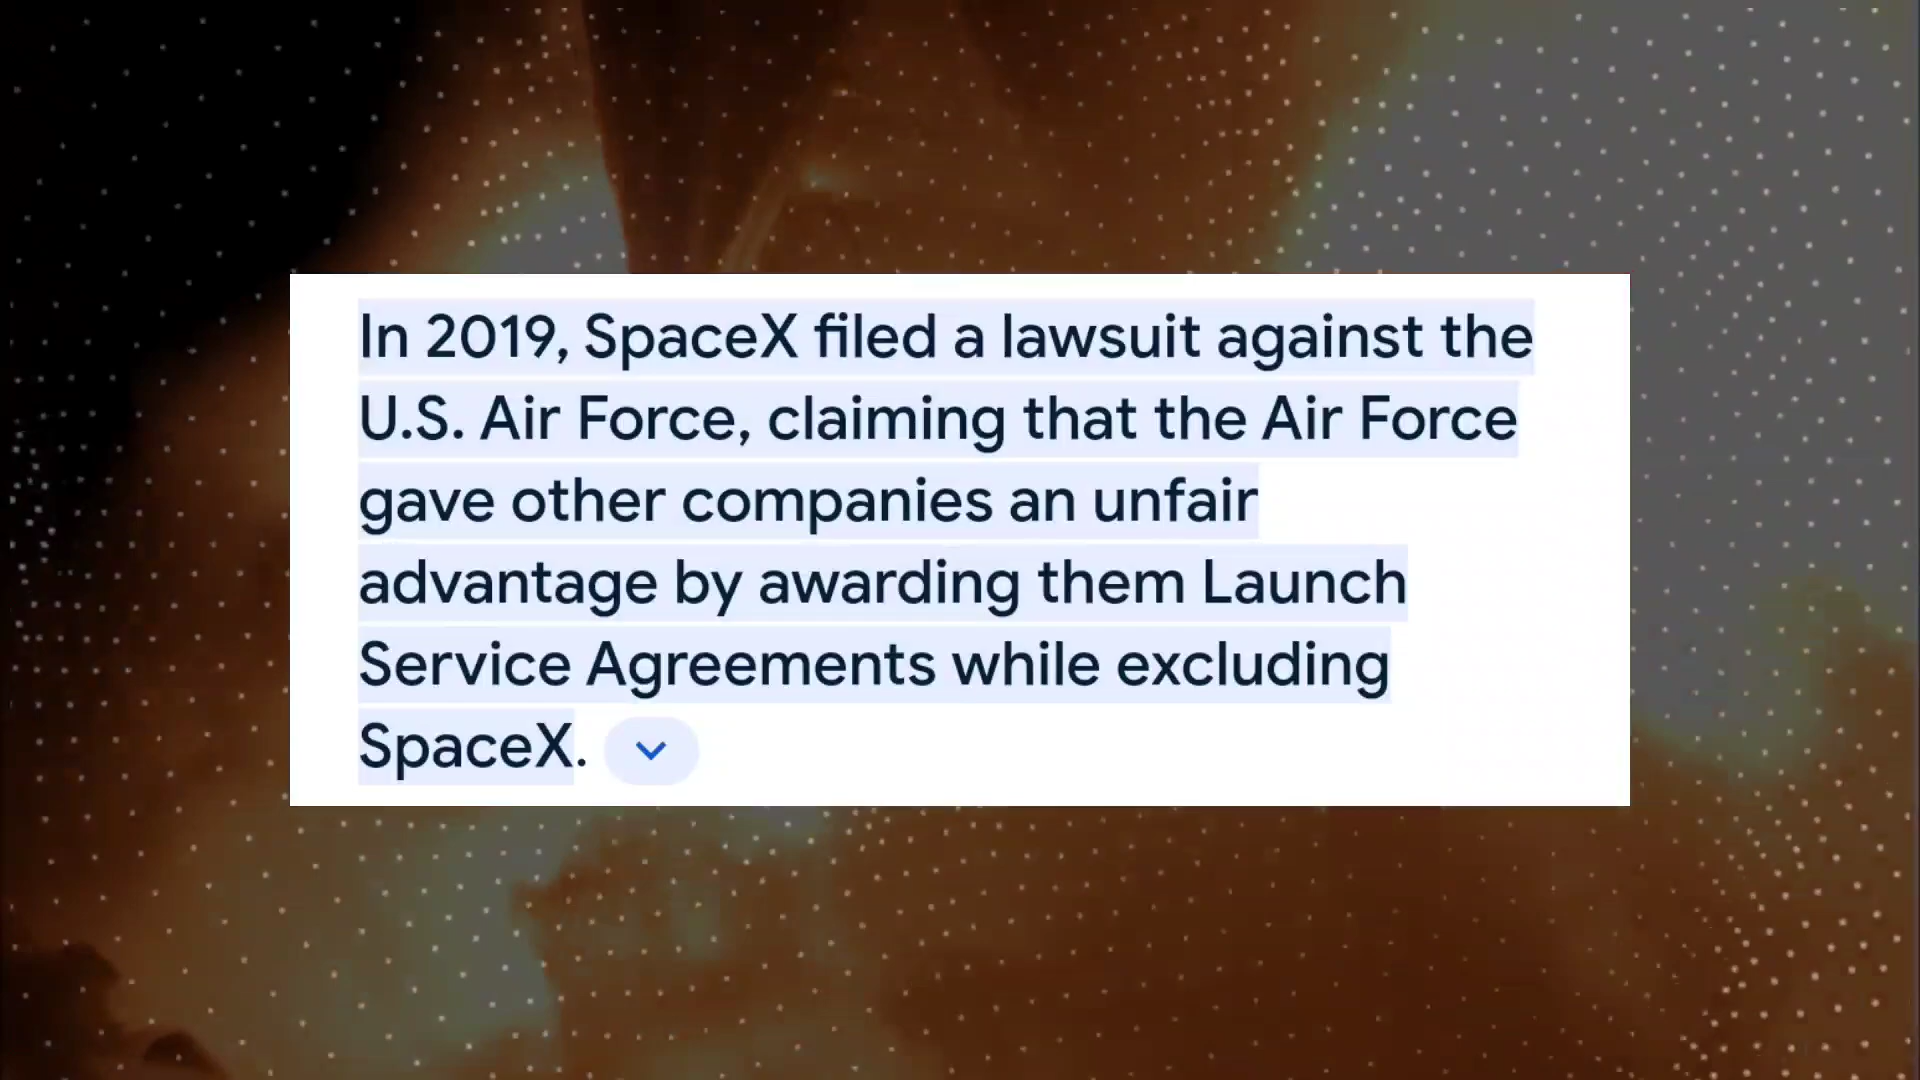 In 2019, SpaceX filed a lawsuit against the
U.S. Air Force, claiming that the Air Force
gave other companies an unfair
advantage by awarding them Launch
Service Agreements while excluding
SpaceX.